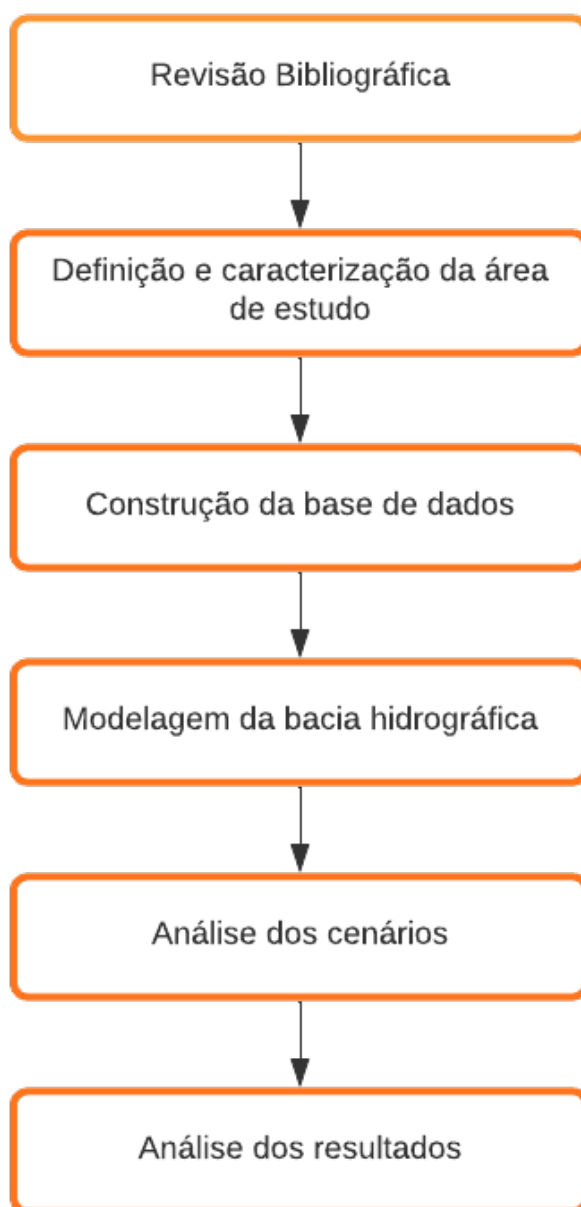 Revisão Bibliográfica
Definição e caracterização da área
de estudo
Construção da base de dados
Modelagem da bacia hidrográfica
Análise dos cenários
Análise dos resultados